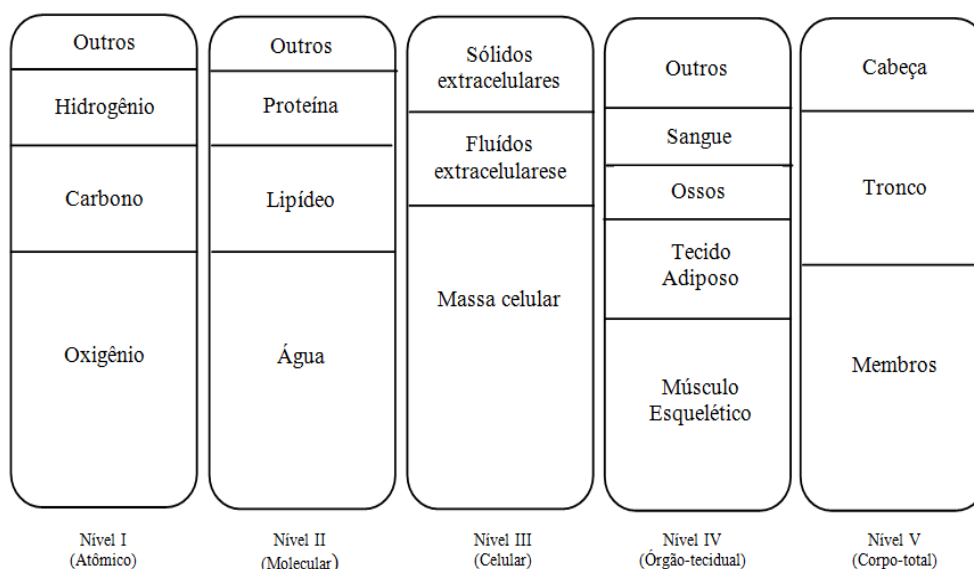 Outros
Hidrogênio
Carbono
Oxigênio
Nível I
(Atômico)
Outros
Proteína
Lipídeo
Água
Nível II
(Molecular)
Sólidos
extracelulares
Fluídos
extracelularese
Massa celular
Nível III
(Celular)
Outros
Sangue
Ossos
Tecido
Adiposo
Músculo
Esquelético
Nível IV
(Órgão-tecidual)
Cabeça
Tronco
Membros
Nível V
(Corpo-total)